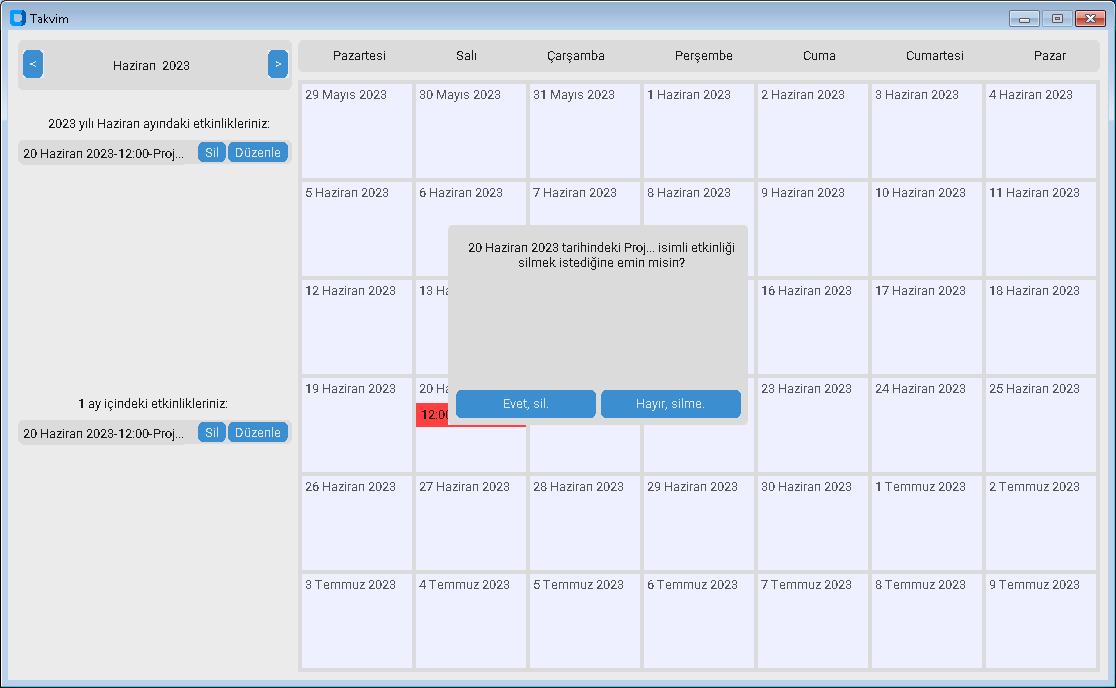 Takvim
<
Haziran 2023
>
2023 yılı Haziran ayındaki etkinlikleriniz:
20 Haziran 2023-12:00-Proj... Sil Düzenle
1 ay içindeki etkinlikleriniz:
20 Haziran 2023-12:00-Proj... Sil Düzenle
Pazartesi Salı Çarşamba Perşembe Cuma Cumartesi Pazar
29 Mayıs 2023 30 Mayıs 2023 31 Mayıs 2023 1 Haziran 2023 2 Haziran 2023 3 Haziran 2023 4 Haziran 2023
5 Haziran 2023 6 Haziran 2023 7 Haziran 2023 8 Haziran 2023 9 Haziran 2023 10 Haziran 2023 11 Haziran 2023
12 Haziran 2023 13 Ha 16 Haziran 2023 17 Haziran 2023 18 Haziran 2023
19 Haziran 2023 20 Ha 23 Haziran 2023 24 Haziran 2023 25 Haziran 2023
12:00
26 Haziran 2023 27 Haziran 2023 28 Haziran 2023 29 Haziran 2023 30 Haziran 2023 1 Temmuz 2023 2 Temmuz 2023
3 Temmuz 2023 4 Temmuz 2023 5 Temmuz 2023 6 Temmuz 2023 7 Temmuz 2023 8 Temmuz 2023 9 Temmuz 2023
20 Haziran 2023 tarihindeki Proj... isimli etkinliği
silmek istediğine emin misin?
Evet, sil. Hayır, silme.